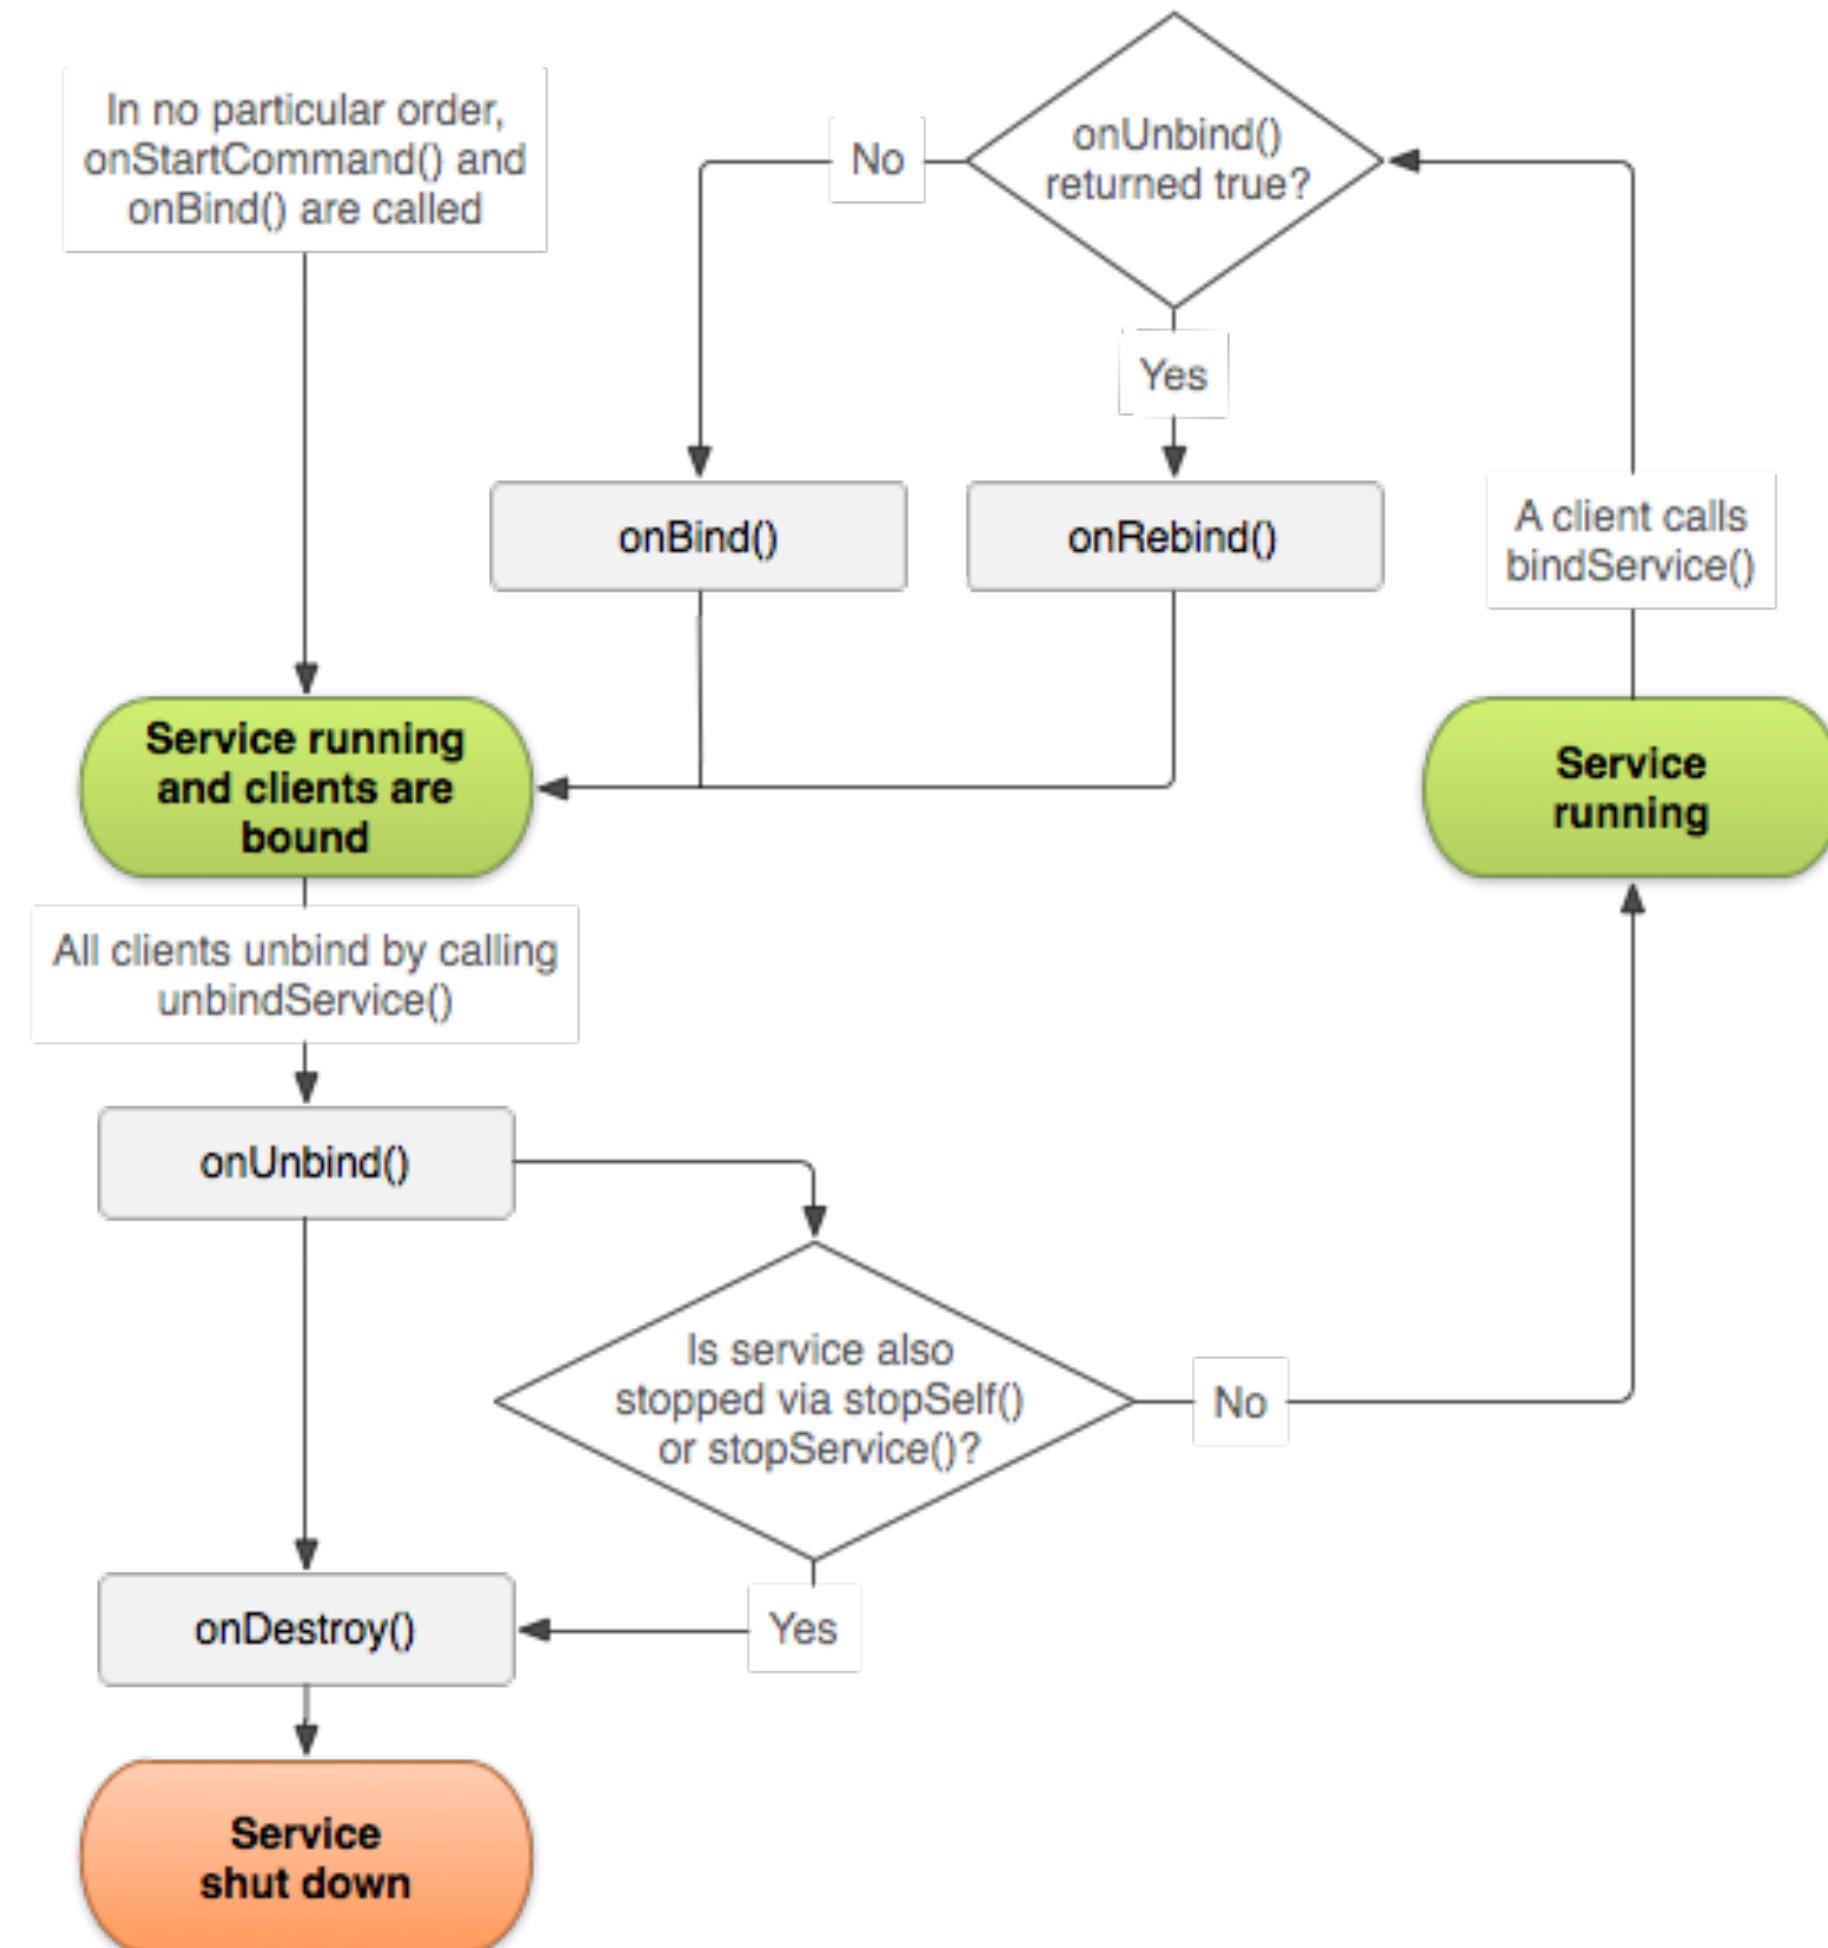 In no particular order,
onStartCommand() and
onBind() are called
onUnbind()
returned true?
No
Yes
onBind()
onRebind()
A client calls
bindService()
Service running
and clients are
bound
Service
running
All clients unbind by calling
unbindService()
onUnbind()
Is service also
stopped via stopSelf()
or stopService()?
No
Yes
onDestroy()
Service
shut down